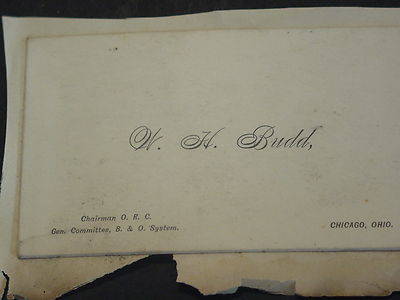 W. H. Budd,
Chairman O. R. C.
Gen. Committee, B. & O. System.
CHICAGO, OHIO.